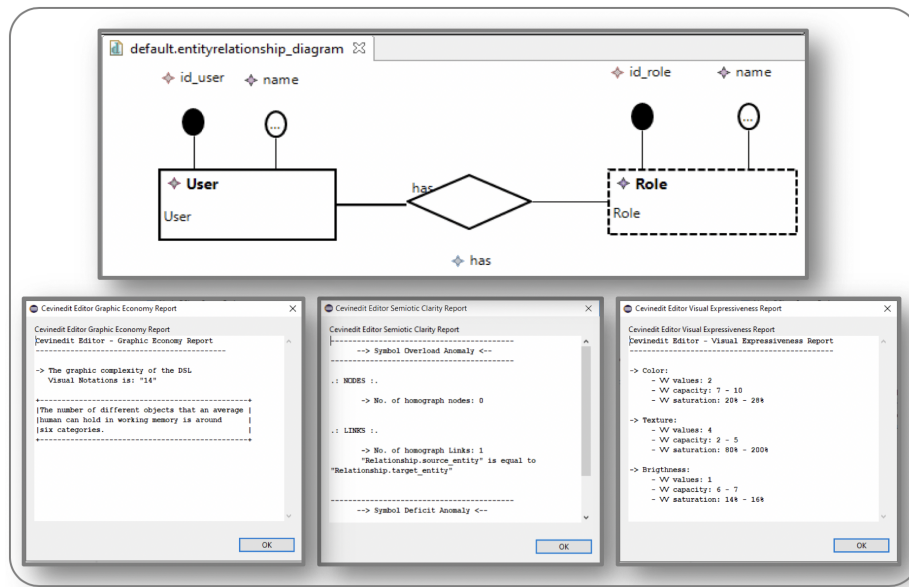 default.entityrelationship_diagram
id_user
name
id_role
name
...
...
User
User
has
Role
Role
has
Cevinedit Editor Graphic Economy Report
Cevinedit Editor Graphic Economy Report
Cevinedit Editor - Graphic Economy Report
-----------------------------------------------
-> The graphic complexity of the DSL
Visual Notations is: "14"
+---------------------------------------------------+
|The number of different objects that an average |
|human can hold in working memory is around |
|six categories. |
+---------------------------------------------------+
OK
Cevinedit Editor Semiotic Clarity Report
Cevinedit Editor Semiotic Clarity Report
---------------------------------------------
--> Symbol Overload Anomaly <--
---------------------------------------------
.: NODES :.
-> No. of homograph nodes: 0
.: LINKS :.
-> No. of homograph Links: 1
"Relationship.source_entity" is equal to
"Relationship.target_entity"
---------------------------------------------
--> Symbol Deficit Anomaly <--
OK
Cevinedit Editor Visual Expressiveness Report
Cevinedit Editor Visual Expressiveness Report
Cevinedit Editor - Visual Expressiveness Report
--------------------------------------------------
-> Color:
- VV values: 2
- VV capacity: 7 - 10
- VV saturation: 20% - 28%
-> Texture:
- VV values: 4
- VV capacity: 2 - 5
- VV saturation: 80% - 200%
-> Brigthness:
- VV values: 1
- VV capacity: 6 - 7
- VV saturation: 14% - 16%
OK